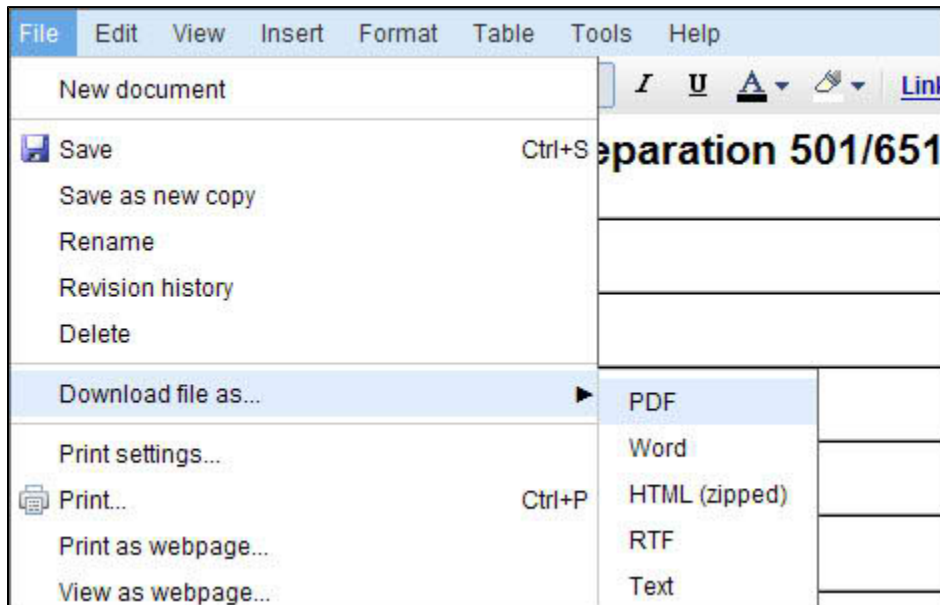 File Edit View Insert Format Table Tools Help
New document
I U A Link
Save Ctrl+S
eparation 501/651
Save as new copy
Rename
Revision history
Delete
Download file as...
PDF
Word
HTML (zipped)
RTF
Text
Print settings...
Print... Ctrl+P
Print as webpage...
View as webpage...